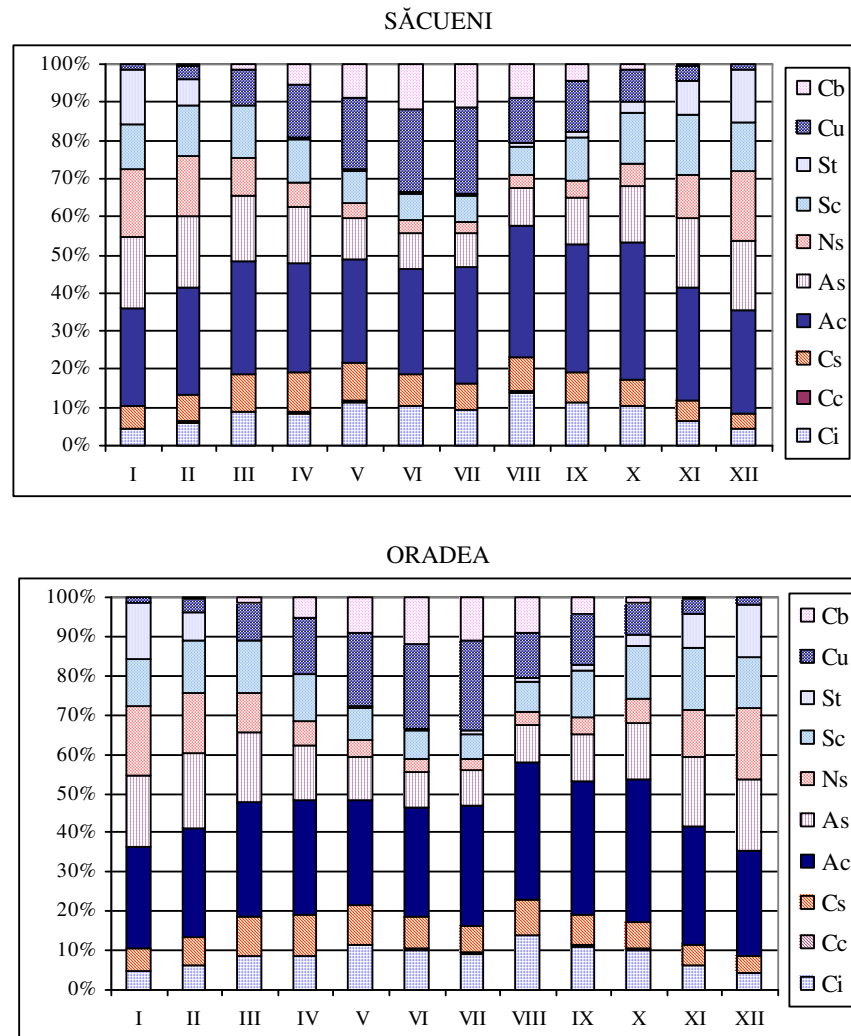 SĂCUENI
100%
90%
80%
70%
60%
50%
40%
30%
20%
10%
0%
I II III IV V VI VII VIII IX X XI XII
Cb
Cu
St
Sc
Ns
As
Ac
Cs
Cc
Ci
ORADEA
100%
90%
80%
70%
60%
50%
40%
30%
20%
10%
0%
I II III IV V VI VII VIII IX X XI XII
Cb
Cu
St
Sc
Ns
As
Ac
Cs
Cc
Ci